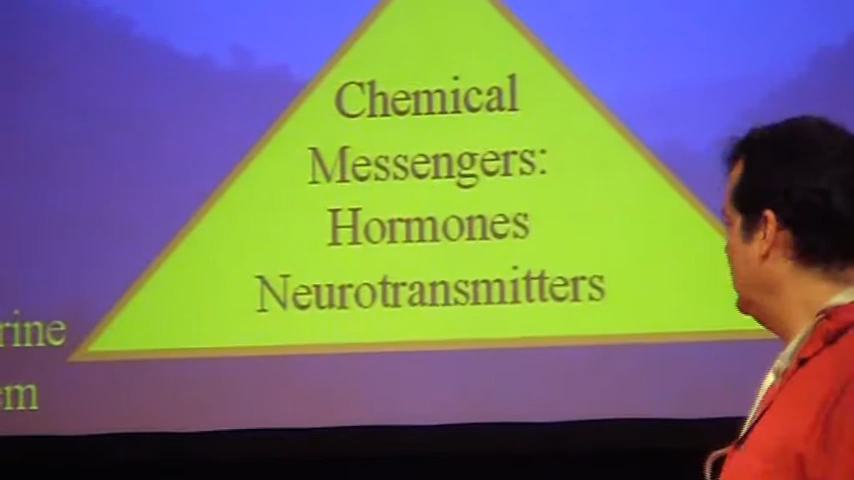 Chemical
Messengers:
Hormones
Neurotransmitters
rine
em